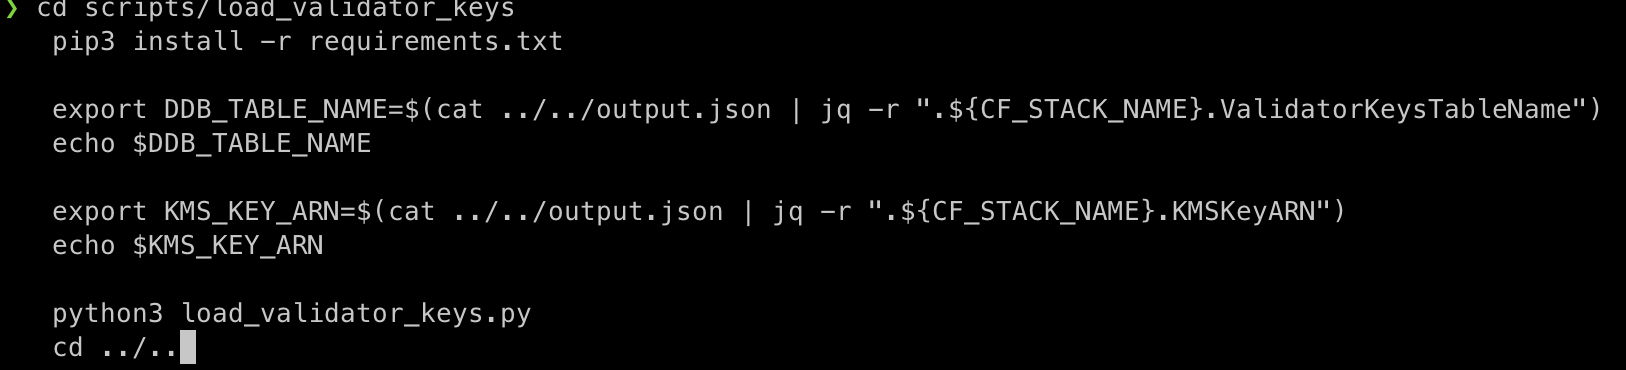 ❯ cd scripts/load_validator_keys
pip3 install -r requirements.txt
export DDB_TABLE_NAME=$(cat ../../output.json | jq -r ".${CF_STACK_NAME}.ValidatorKeysTableName")
echo $DDB_TABLE_NAME
export KMS_KEY_ARN=$(cat ../../output.json | jq -r ".${CF_STACK_NAME}.KMSKeyARN")
echo $KMS_KEY_ARN
python3 load_validator_keys.py
cd ../..